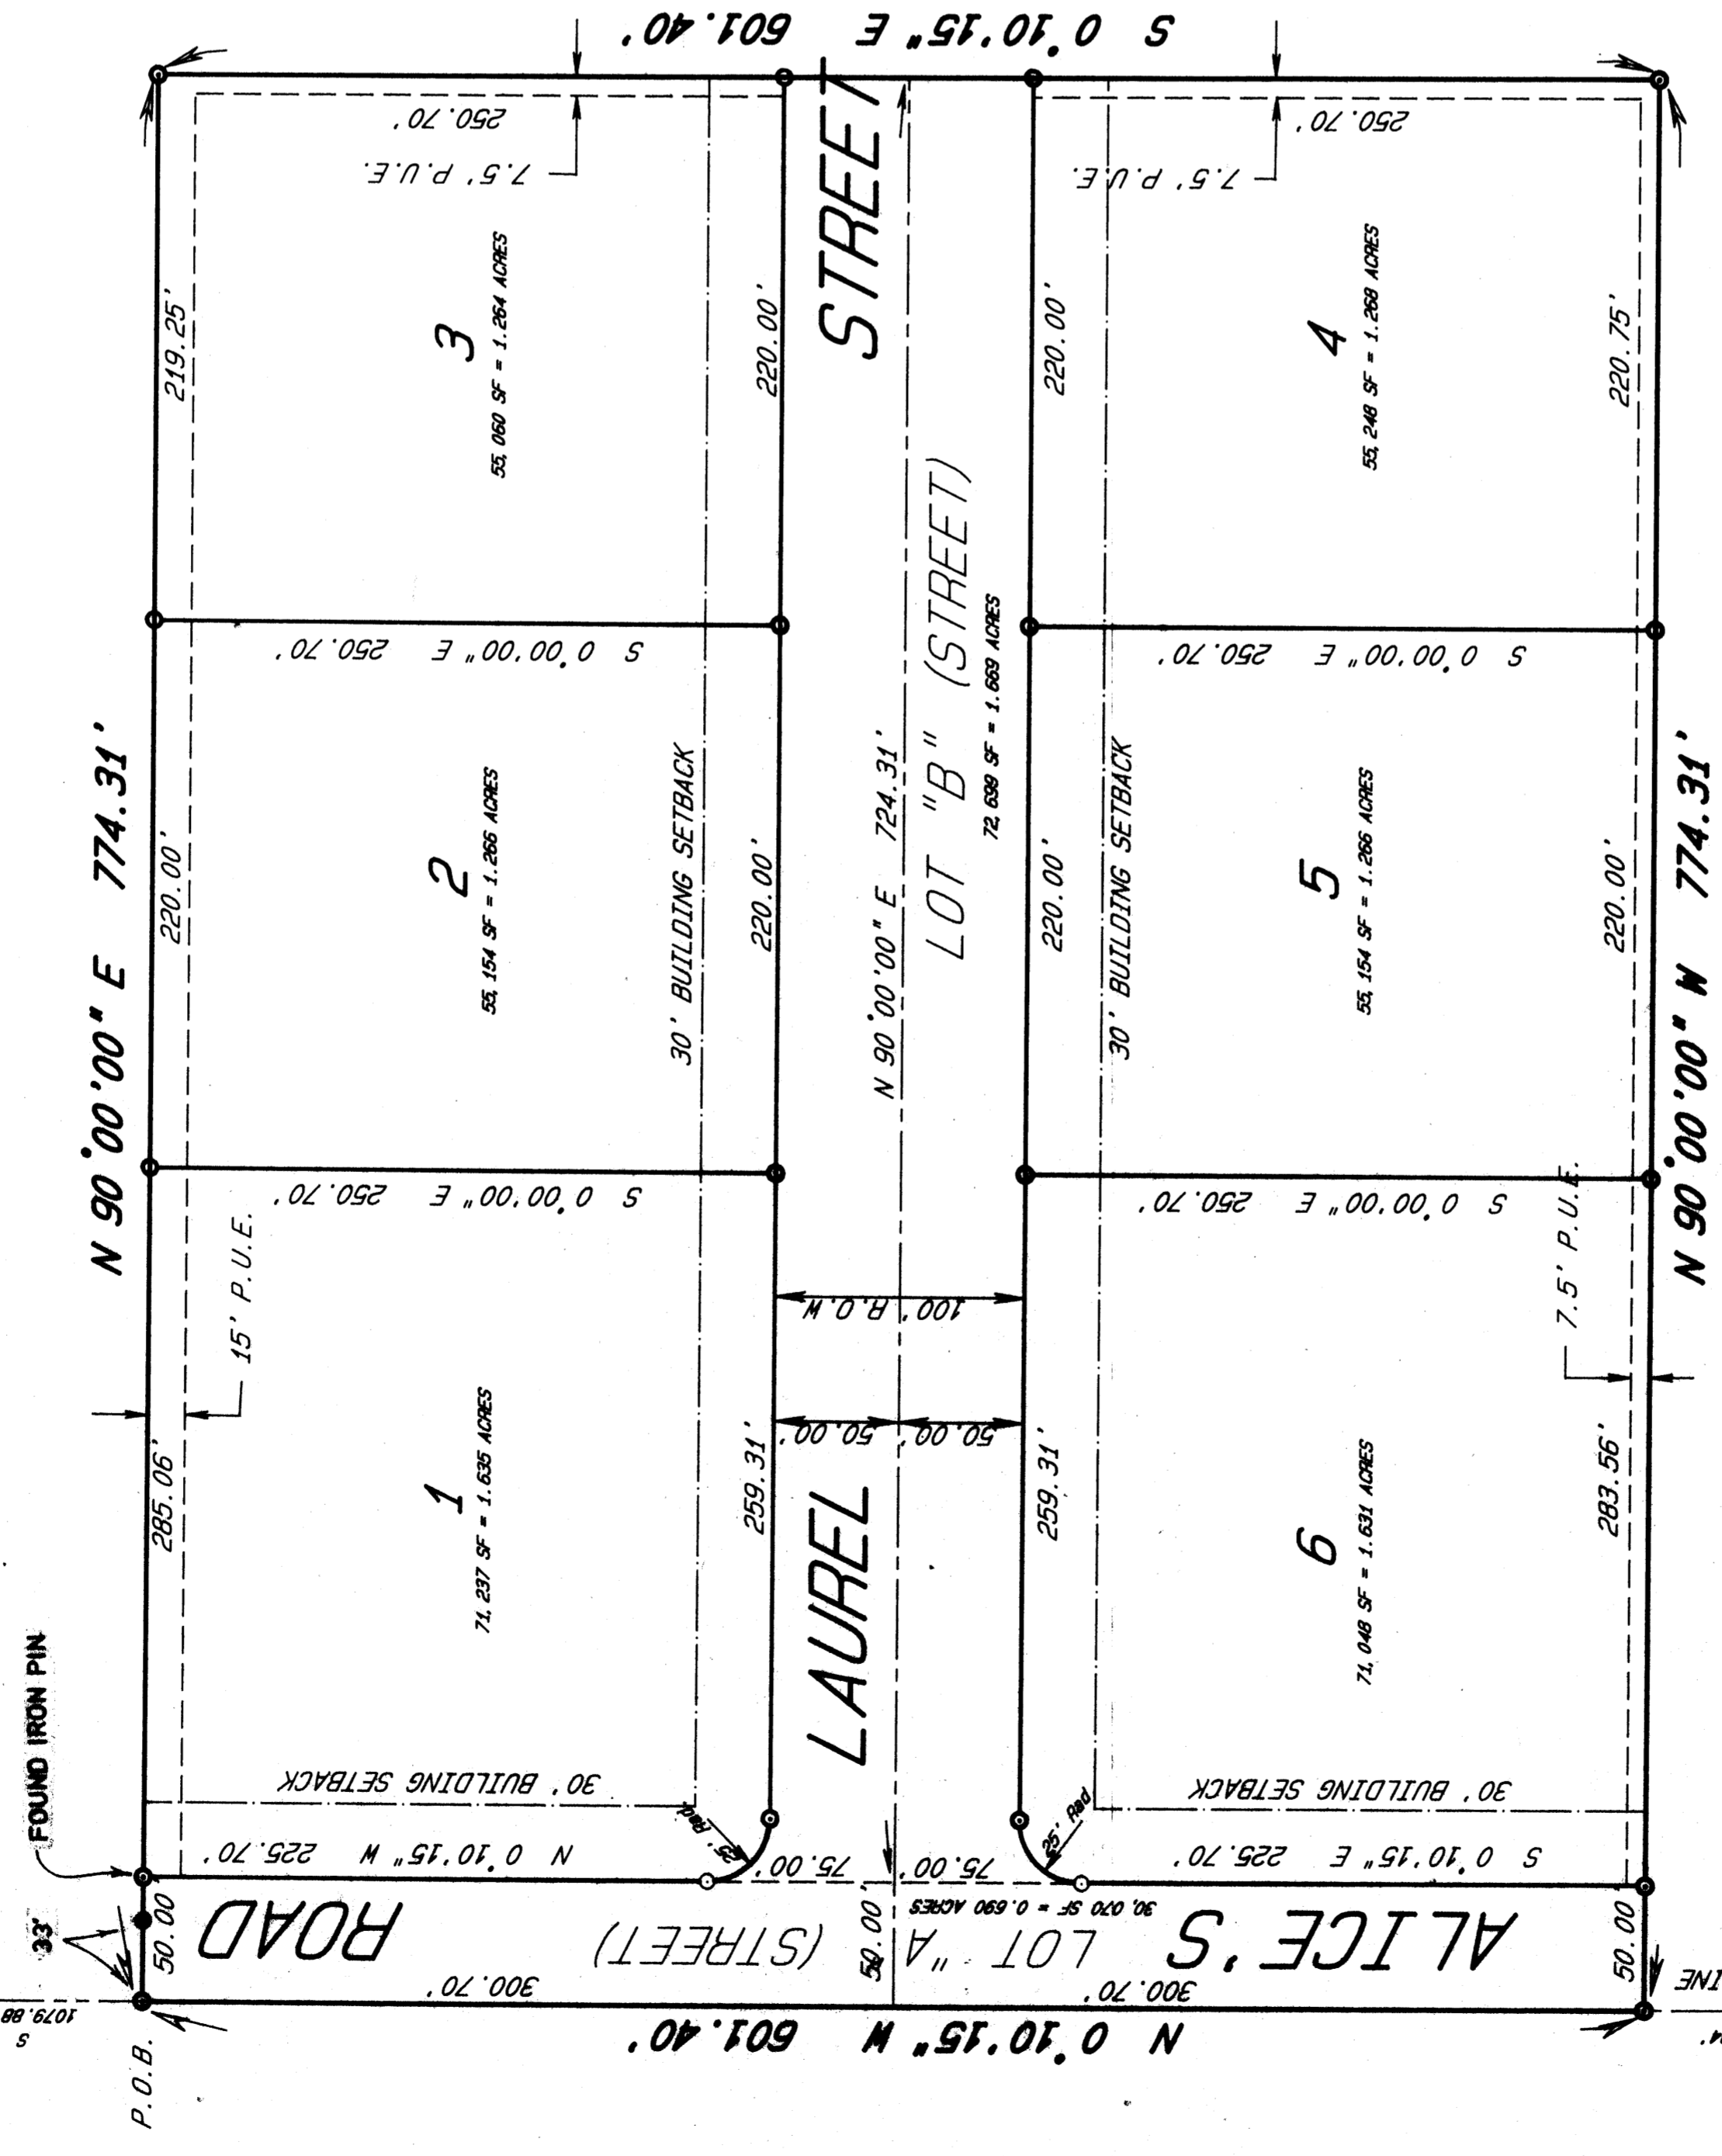 S 0°10'15" E 601.40'
250.70'
7.5' P.U.E.
250.70'
7.5' P.U.E.
N 90°00'00" E 774.31'
219.25'
3
55,060 SF = 1.264 ACRES
220.00'
STREET
220.00'
4
55,248 SF = 1.268 ACRES
220.75'
S 0°00'00" E 250.70'
S 0°00'00" E 250.70'
220.00'
2
55,154 SF = 1.266 ACRES
30' BUILDING SETBACK
220.00'
N 90°00'00" E 724.31'
LOT "B" (STREET)
72,698 SF = 1.669 ACRES
220.00'
30' BUILDING SETBACK
5
55,154 SF = 1.266 ACRES
220.00'
N 90°00'00" W 774.31'
S 0°00'00" E 250.70'
S 0°00'00" E 250.70'
15' P.U.E.
7.5' P.U.E.
100' R.O.W
50.00'
50.00'
285.06'
1
71,237 SF = 1.635 ACRES
259.31'
LAUREL
259.31'
6
71,048 SF = 1.631 ACRES
283.56'
FOUND IRON PIN
33'
30' BUILDING SETBACK
30' BUILDING SETBACK
25' Rad.
25' Rad
N 0°10'15" W 225.70'
75.00'
75.00'
S 0°10'15" E 225.70'
50.00'
50.00'
50.00'
ALICE'S ROAD
LOT "A" (STREET)
30,070 SF = 0.690 ACRES
300.70'
300.70'
N 0°10'15" W 601.40'
P.O.B.
S
1079.88
INE